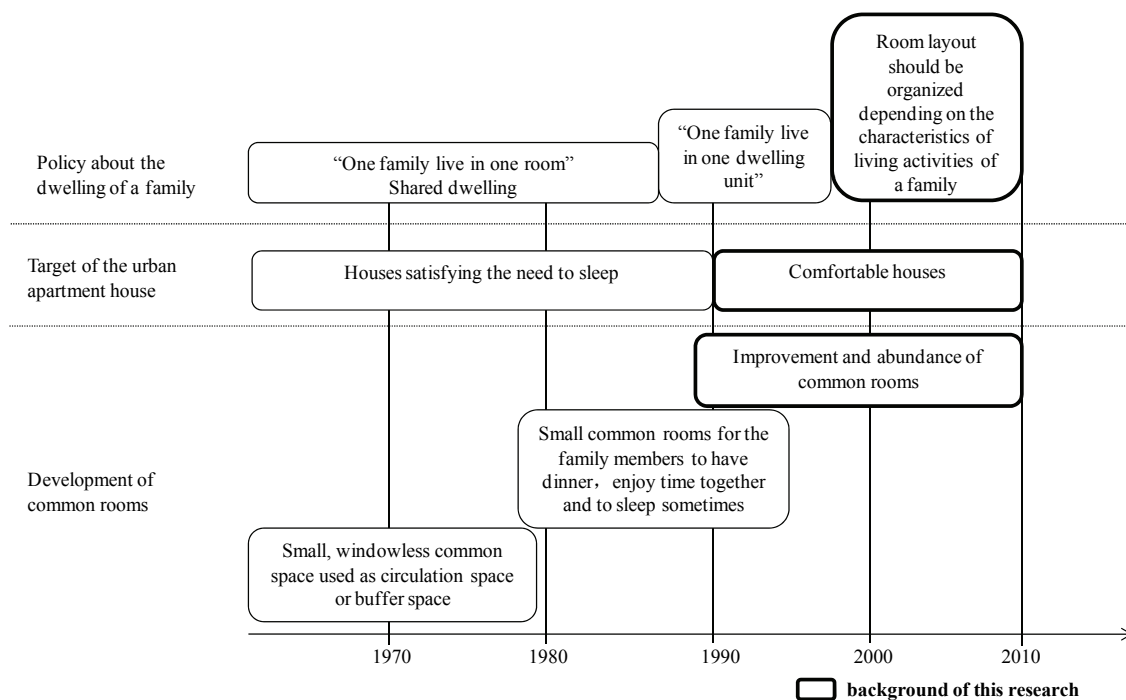 Policy about the
dwelling of a family
“One family live in one room”
Shared dwelling
“One family live
in one dwelling
unit”
Room layout
should be
organized
depending on the
characteristics of
living activities of
a family
Target of the urban
apartment house
Houses satisfying the need to sleep
Comfortable houses
Development of
common rooms
Improvement and abundance of
common rooms
Small common rooms for the
family members to have
dinner，enjoy time together
and to sleep sometimes
Small, windowless common
space used as circulation space
or buffer space
1970
1980
1990
2000
2010
background of this research